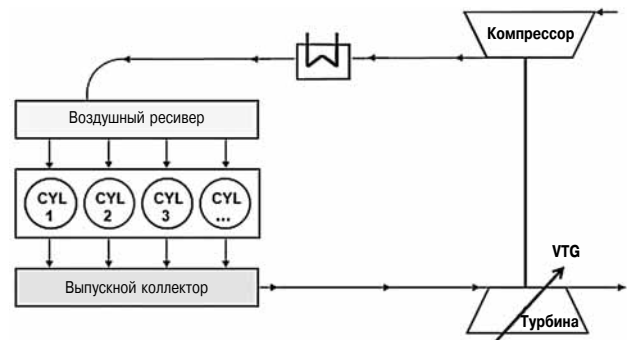 Компрессор
Воздушный ресивер
CYL
1
CYL
2
CYL
3
CYL
...
Выпускной коллектор
VTG
Турбина